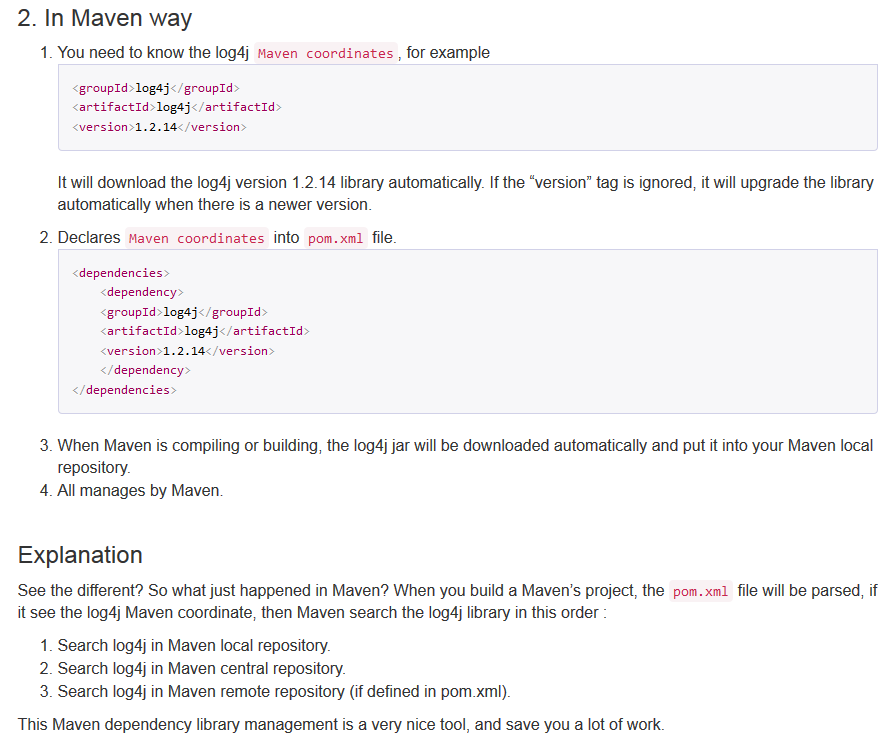 2. In Maven way
1. You need to know the log4j Maven coordinates , for example
<groupId>log4j</groupId>
<artifactId>log4j</artifactId>
<version>1.2.14</version>
It will download the log4j version 1.2.14 library automatically. If the “version” tag is ignored, it will upgrade the library
automatically when there is a newer version.
2. Declares Maven coordinates into pom.xml file.
<dependencies>
    <dependency>
    <groupId>log4j</groupId>
    <artifactId>log4j</artifactId>
    <version>1.2.14</version>
    </dependency>
</dependencies>
3. When Maven is compiling or building, the log4j jar will be downloaded automatically and put it into your Maven local
repository.
4. All manages by Maven.
Explanation
See the different? So what just happened in Maven? When you build a Maven’s project, the pom.xml file will be parsed, if
it see the log4j Maven coordinate, then Maven search the log4j library in this order :
1. Search log4j in Maven local repository.
2. Search log4j in Maven central repository.
3. Search log4j in Maven remote repository (if defined in pom.xml).
This Maven dependency library management is a very nice tool, and save you a lot of work.